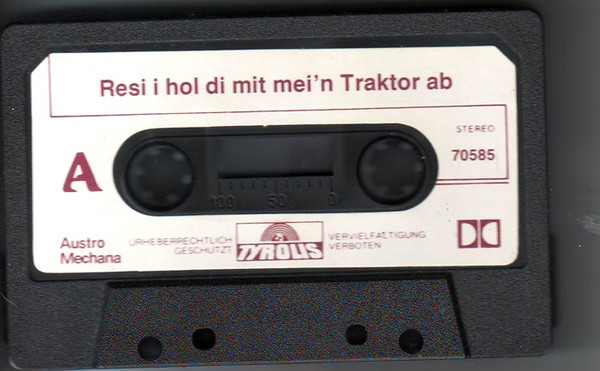 Resi i hol di mit mei'n Traktor ab
STEREO
A
70585
100 50 0
Austro
Mechana
URHEBERRECHTLICH
GESCHÜTZT
TYROLIS
VERVIELFÄLTIGUNG
VERBOTEN